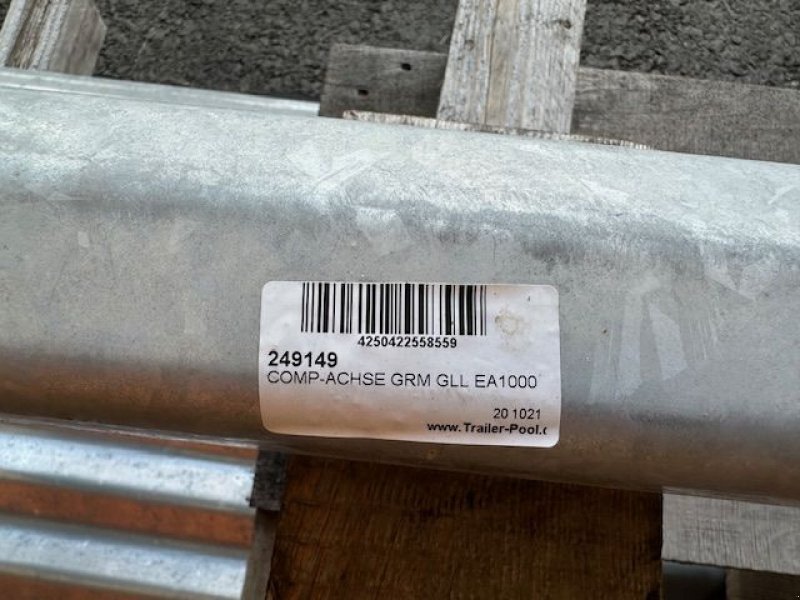 4250422558559
249149
COMP-ACHSE GRM GLL EA1000
20 1021
www.Trailer-Pool.